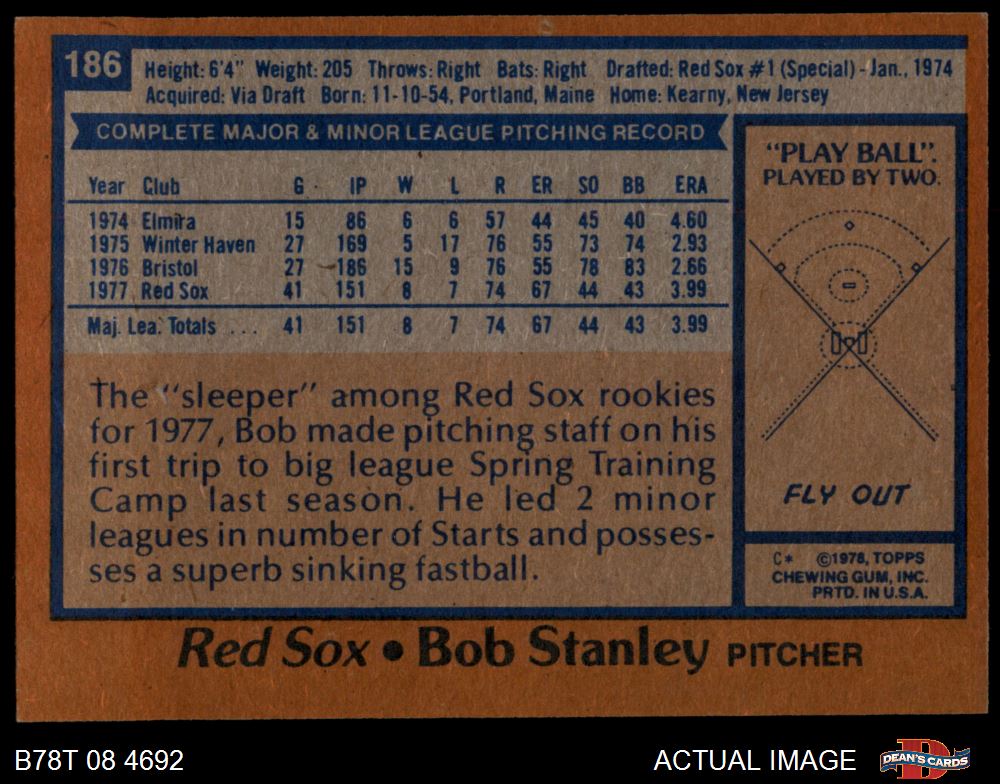 186
Height: 6'4" Weight: 205 Throws: Right Bats: Right Drafted: Red Sox #1 (Special) - Jan., 1974
Acquired: Via Draft Born: 11-10-54, Portland, Maine Home: Kearny, New Jersey
COMPLETE MAJOR & MINOR LEAGUE PITCHING RECORD
Year Club G IP W L R ER SO BB ERA
1974 Elmira 15 86 6 6 57 44 45 40 4.60
1975 Winter Haven 27 169 5 17 76 55 73 74 2.93
1976 Bristol 27 186 15 9 76 55 78 83 2.66
1977 Red Sox 41 151 8 7 74 67 44 43 3.99
Maj. Lea. Totals . . . 41 151 8 7 74 67 44 43 3.99
The "sleeper" among Red Sox rookies
for 1977, Bob made pitching staff on his
first trip to big league Spring Training
Camp last season. He led 2 minor
leagues in number of Starts and posses-
ses a superb sinking fastball.
"PLAY BALL".
PLAYED BY TWO.
FLY OUT
C* ©1978, TOPPS
CHEWING GUM, INC.
PRTD. IN U.S.A.
Red Sox • Bob Stanley PITCHER
B78T 08 4692
ACTUAL IMAGE
DEAN'S CARDS